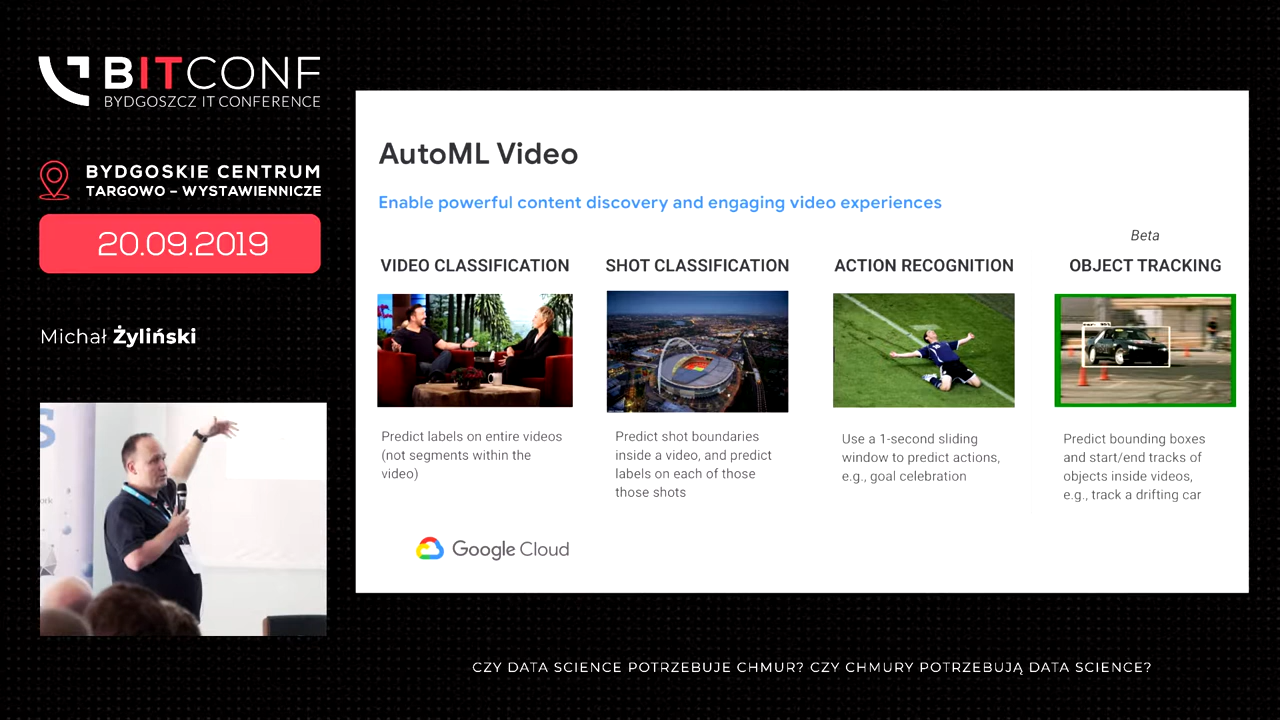 BITCONF
BYDGOSZCZ IT CONFERENCE
BYDGOSKIE CENTRUM
TARGOWO – WYSTAWIENNICZE
20.09.2019
Michał Żyliński
AutoML Video
Enable powerful content discovery and engaging video experiences
Beta
VIDEO CLASSIFICATION
SHOT CLASSIFICATION
ACTION RECOGNITION
OBJECT TRACKING
Predict labels on entire videos
(not segments within the
video)
Predict shot boundaries
inside a video, and predict
labels on each of those
those shots
Use a 1-second sliding
window to predict actions,
e.g., goal celebration
Predict bounding boxes
and start/end tracks of
objects inside videos,
e.g., track a drifting car
Google Cloud
CZY DATA SCIENCE POTRZEBUJE CHMUR? CZY CHMURY POTRZEBUJĄ DATA SCIENCE?